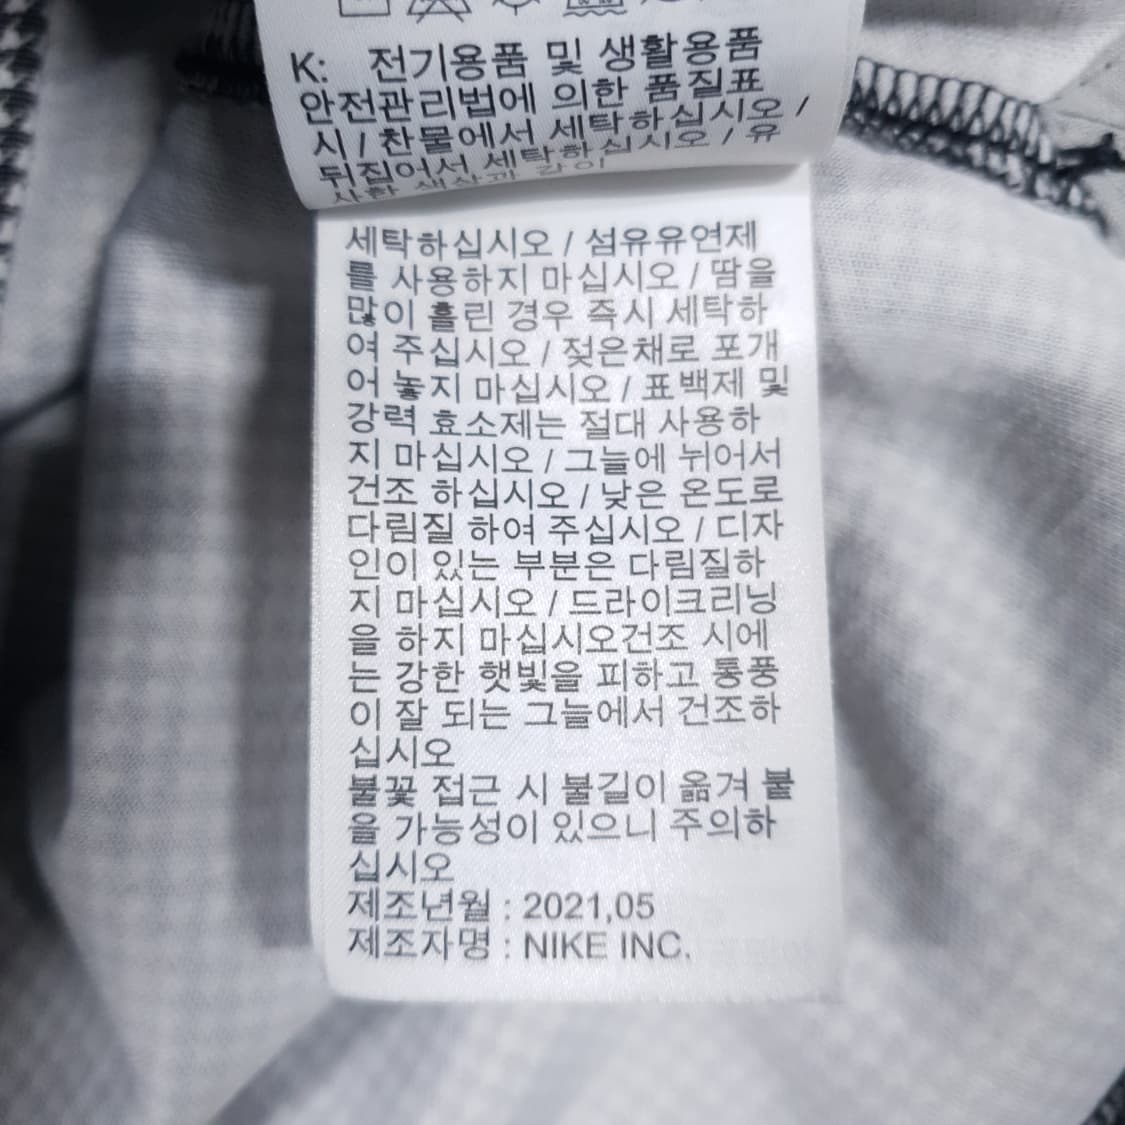 K: 전기용품 및 생활용품
안전관리법에 의한 품질표
시 / 찬물에서 세탁하십시오 /
뒤집어서 세탁하십시오 / 유
사한 색상과 같이
세탁하십시오 / 섬유유연제
를 사용하지 마십시오 / 땀을
많이 흘린 경우 즉시 세탁하
여 주십시오 / 젖은채로 포개
어 놓지 마십시오 / 표백제 및
강력 효소제는 절대 사용하
지 마십시오 / 그늘에 뉘어서
건조 하십시오 / 낮은 온도로
다림질 하여 주십시오 / 디자
인이 있는 부분은 다림질하
지 마십시오 / 드라이크리닝
을 하지 마십시오건조 시에
는 강한 햇빛을 피하고 통풍
이 잘 되는 그늘에서 건조하
십시오
불꽃 접근 시 불길이 옮겨 붙
을 가능성이 있으니 주의하
십시오
제조년월 : 2021,05
제조자명 : NIKE INC.